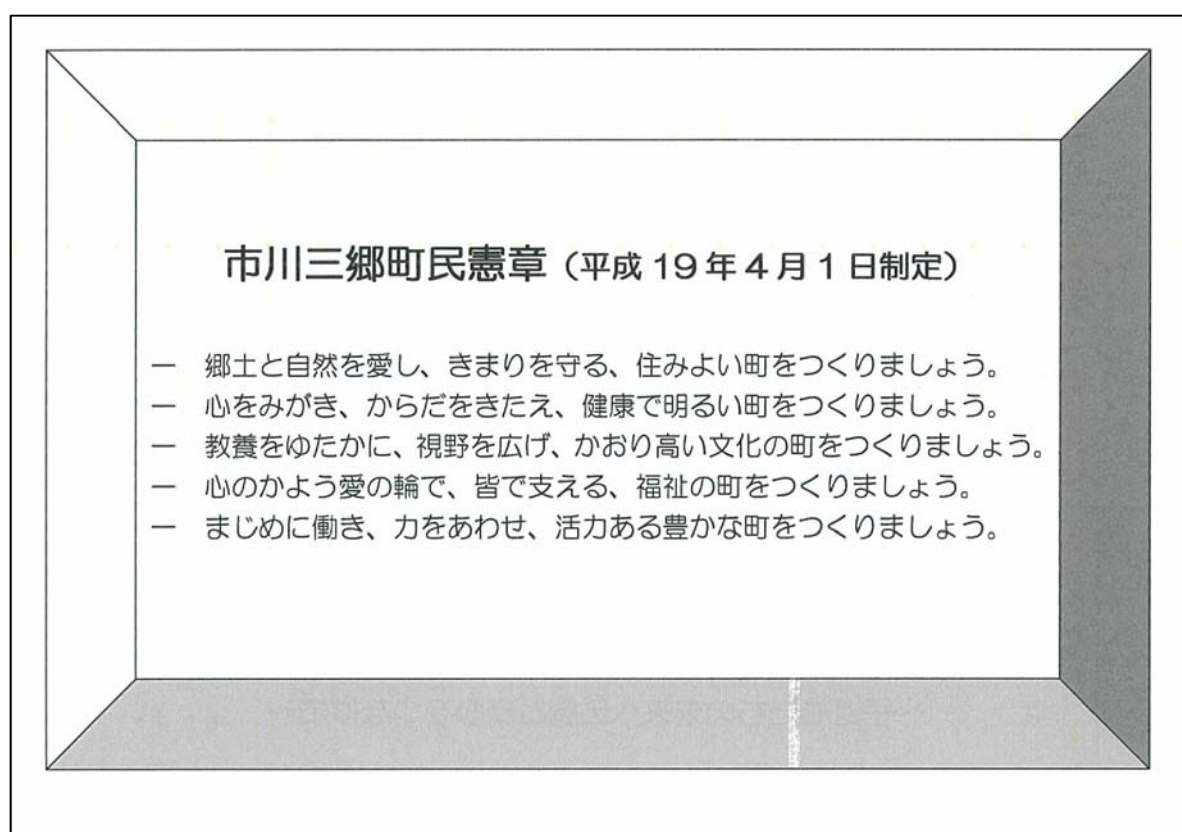 市川三郷町民憲章（平成 19 年 4 月 1 日制定）
一 郷土と自然を愛し、きまりを守る、住みよい町をつくりましょう。
一 心をみがき、からだをきたえ、健康で明るい町をつくりましょう。
一 教養をゆたかに、視野を広げ、かおり高い文化の町をつくりましょう。
一 心のかよう愛の輪で、皆で支える、福祉の町をつくりましょう。
一 まじめに働き、力をあわせ、活力ある豊かな町をつくりましょう。